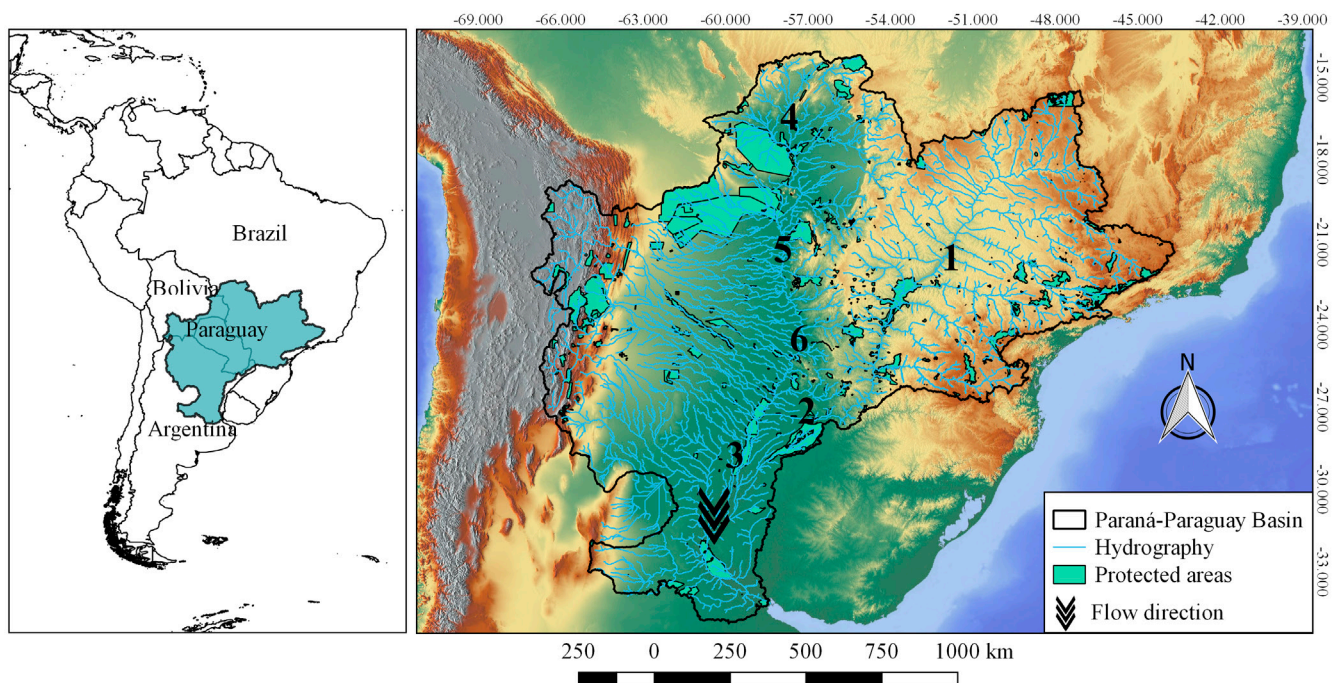 -69.000 -66.000 -63.000 -60.000 -57.000 -54.000 -51.000 -48.000 -45.000 -42.000 -39.000
-15.000
-18.000
-21.000
-24.000
-27.000
-30.000
-33.000
Brazil
Bolivia
Paraguay
Argentina
4
5
1
6
2
3
N
Paraná-Paraguay Basin
Hydrography
Protected areas
Flow direction
250 0 250 500 750 1000 km